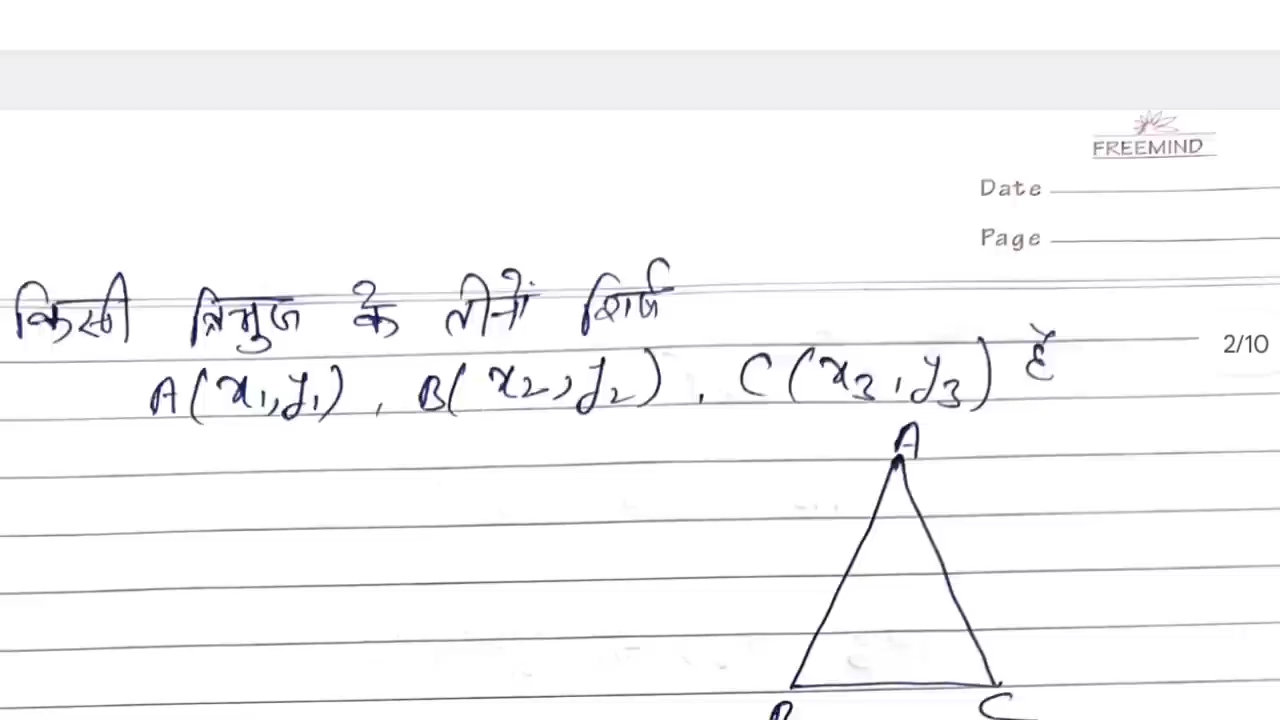 FREEMIND
Date
Page
किसी त्रिभुज के तीनों शिर्ज
2/10
A(x1,y1), B(x2,y2), C(x3,y3) हैं
A
B
C